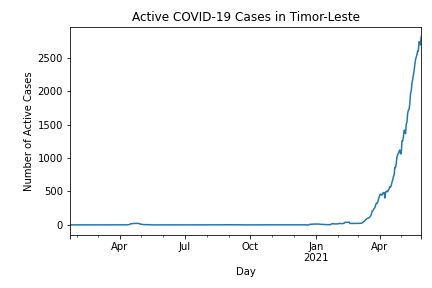 Active COVID-19 Cases in Timor-Leste
Number of Active Cases
2500
2000
1500
1000
500
0
Apr
Jul
Oct
Jan
2021
Apr
Day